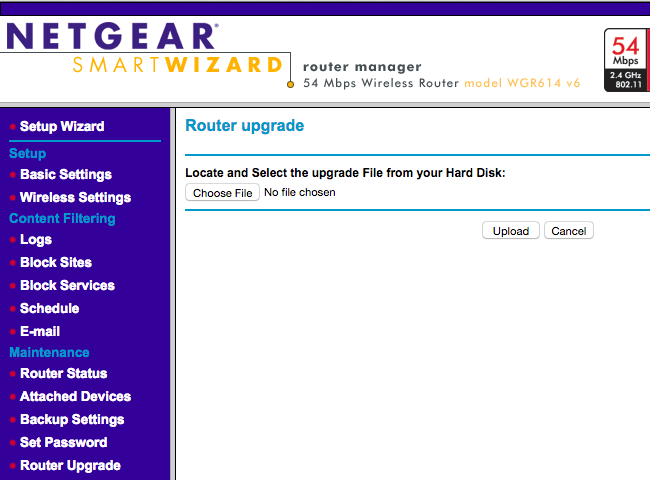 NETGEAR®
SMARTWIZARD
router manager
54 Mbps Wireless Router model WGR614 v6
54
Mbps
2.4 GHz
802.11
Setup Wizard
Setup
Basic Settings
Wireless Settings
Content Filtering
Logs
Block Sites
Block Services
Schedule
E-mail
Maintenance
Router Status
Attached Devices
Backup Settings
Set Password
Router Upgrade
Router upgrade
Locate and Select the upgrade File from your Hard Disk:
Choose File No file chosen
Upload Cancel